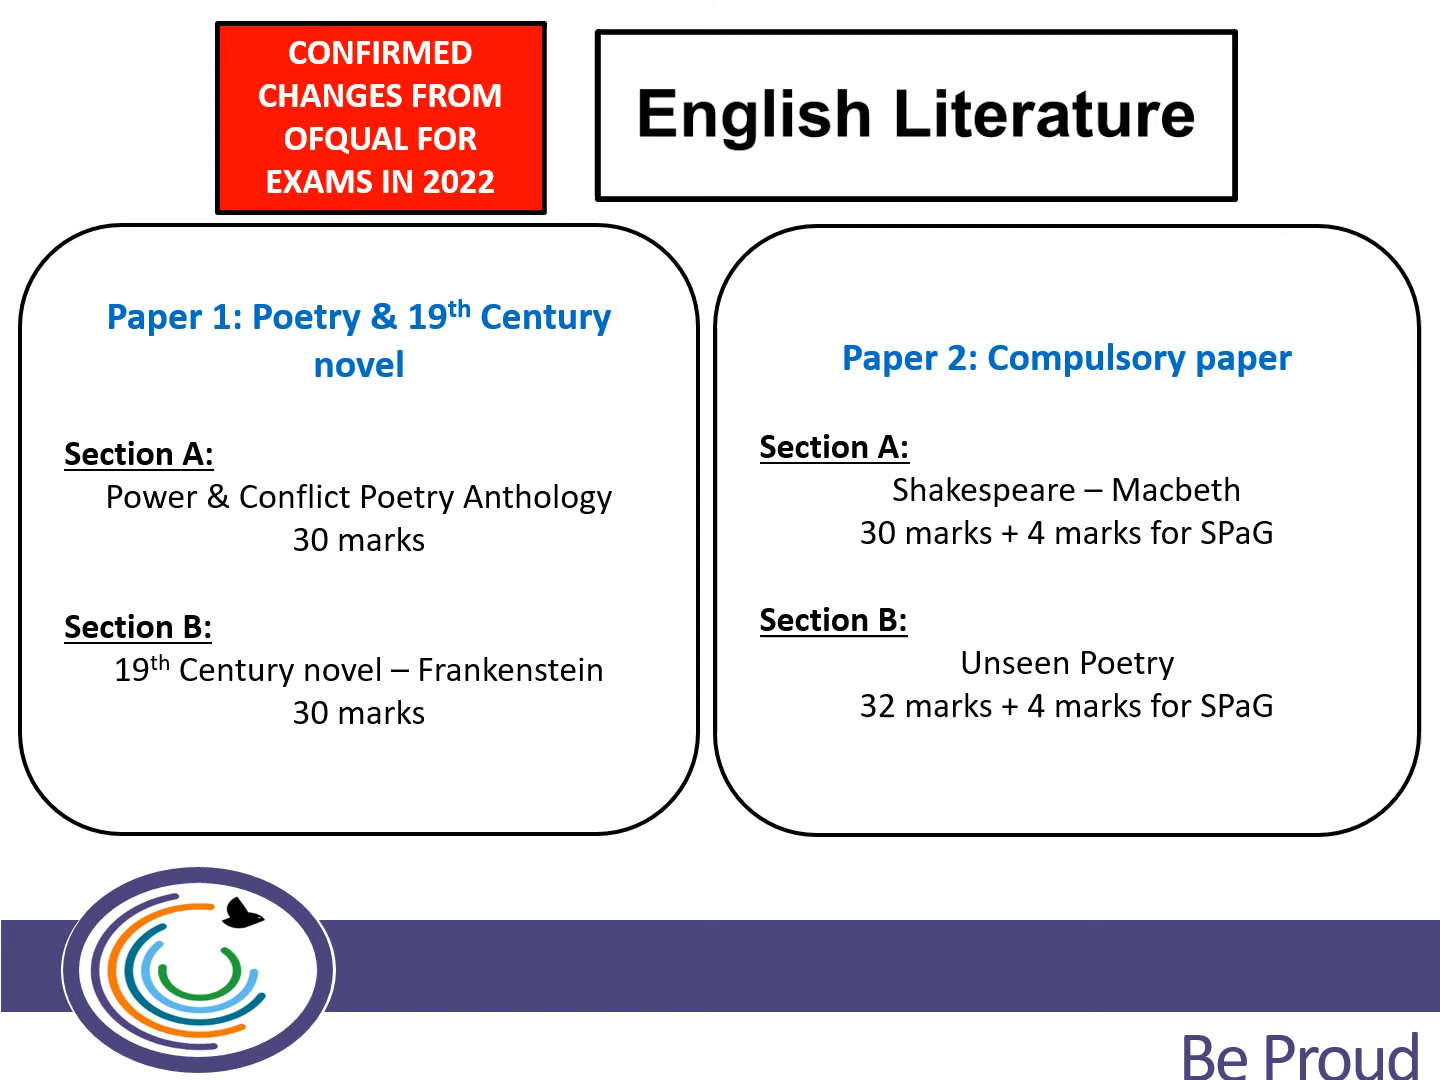 CONFIRMED
CHANGES FROM
OFQUAL FOR
EXAMS IN 2022
English Literature
Paper 1: Poetry & 19th Century
novel
Section A:
Power & Conflict Poetry Anthology
30 marks
Section B:
19th Century novel – Frankenstein
30 marks
Paper 2: Compulsory paper
Section A:
Shakespeare – Macbeth
30 marks + 4 marks for SPaG
Section B:
Unseen Poetry
32 marks + 4 marks for SPaG
Be Proud